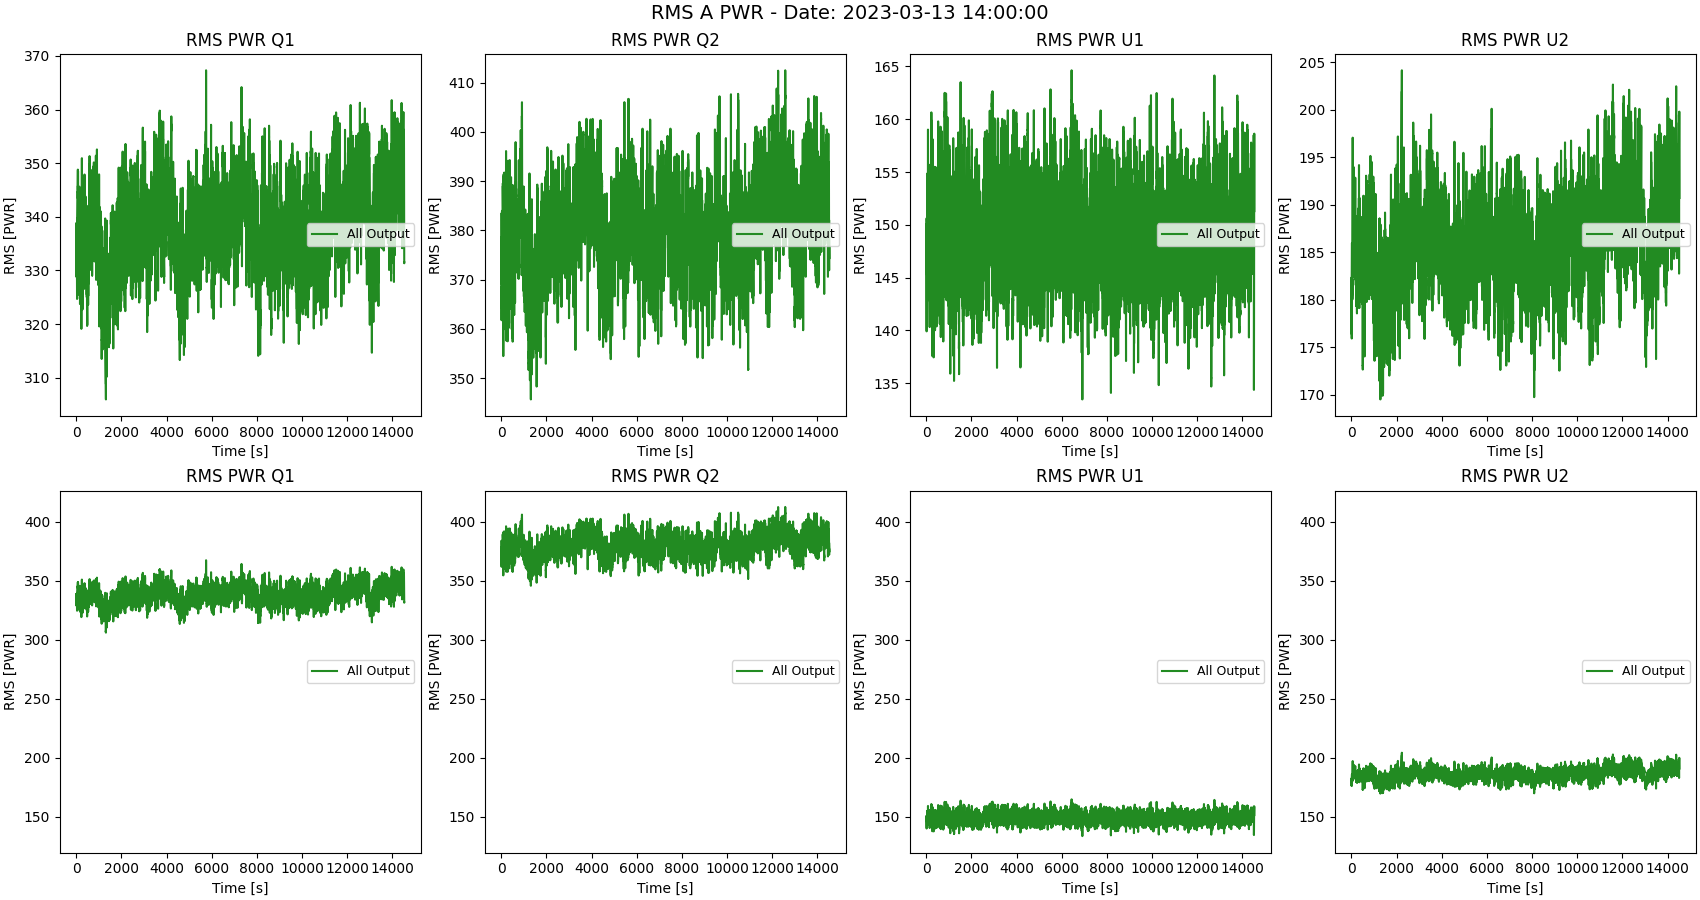 RMS A PWR - Date: 2023-03-13 14:00:00
RMS PWR Q1
370
360
350
340
330
320
310
RMS [PWR]
0 2000 4000 6000 8000 10000 12000 14000
Time [s]
All Output
RMS PWR Q2
410
400
390
380
370
360
350
RMS [PWR]
0 2000 4000 6000 8000 10000 12000 14000
Time [s]
All Output
RMS PWR U1
165
160
155
150
145
140
135
RMS [PWR]
0 2000 4000 6000 8000 10000 12000 14000
Time [s]
All Output
RMS PWR U2
205
200
195
190
185
180
175
170
RMS [PWR]
0 2000 4000 6000 8000 10000 12000 14000
Time [s]
All Output
RMS PWR Q1
400
350
300
250
200
150
RMS [PWR]
0 2000 4000 6000 8000 10000 12000 14000
Time [s]
All Output
RMS PWR Q2
400
350
300
250
200
150
RMS [PWR]
0 2000 4000 6000 8000 10000 12000 14000
Time [s]
All Output
RMS PWR U1
400
350
300
250
200
150
RMS [PWR]
0 2000 4000 6000 8000 10000 12000 14000
Time [s]
All Output
RMS PWR U2
400
350
300
250
200
150
RMS [PWR]
0 2000 4000 6000 8000 10000 12000 14000
Time [s]
All Output